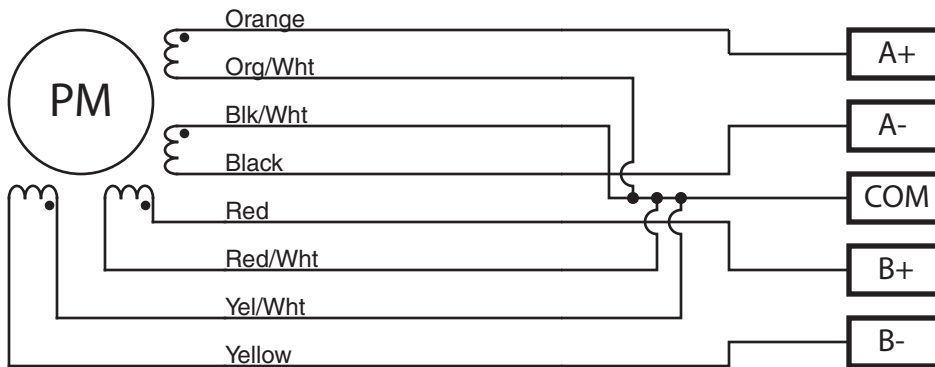 Orange
A+
PM
Org/Wht
Blk/Wht
A-
Black
COM
Red
B+
Red/Wht
Yel/Wht
B-
Yellow